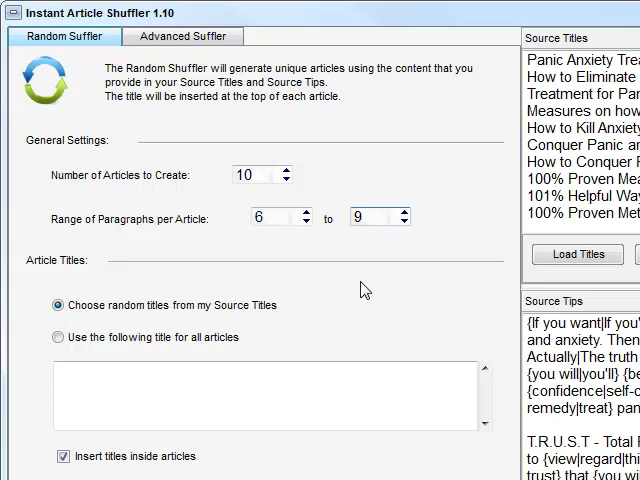 Instant Article Shuffler 1.10
Random Suffler
Advanced Suffler
The Random Shuffler will generate unique articles using the content that you
provide in your Source Titles and Source Tips.
The title will be inserted at the top of each article.
General Settings:
Number of Articles to Create:
10
Range of Paragraphs per Article:
6
to
9
Article Titles:
Choose random titles from my Source Titles
Use the following title for all articles
Insert titles inside articles
Source Titles
Panic Anxiety Trea
How to Eliminate
Treatment for Pan
Measures on how
How to Kill Anxiety
Conquer Panic an
How to Conquer P
100% Proven Mea
101% Helpful Way
100% Proven Met
Load Titles
Source Tips
{If you want|If you'
and anxiety. Then
Actually|The truth
{you will|you'll} {be
{confidence|self-c
remedy|treat} pan
T.R.U.S.T - Total R
to {view|regard|thi
trust} that {you wil